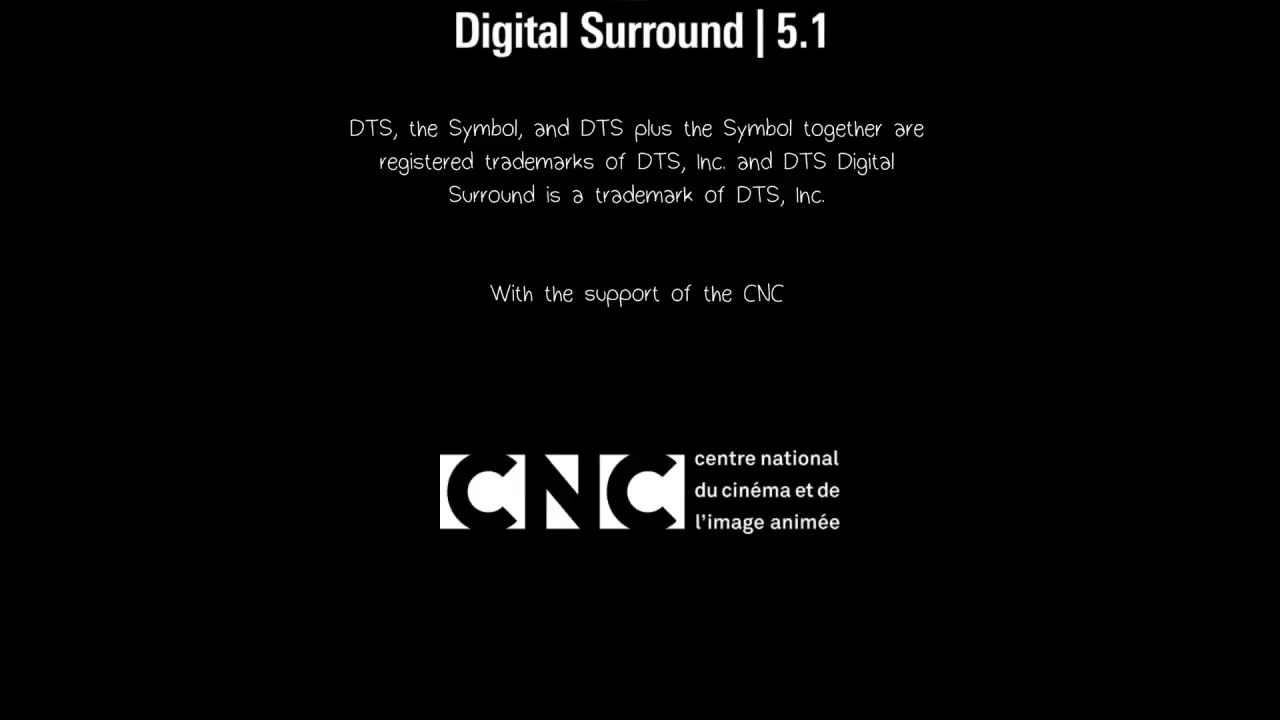 Digital Surround | 5.1
DTS, the Symbol, and DTS plus the Symbol together are
registered trademarks of DTS, Inc. and DTS Digital
Surround is a trademark of DTS, Inc.
With the support of the CNC
CNC
centre national
du cinéma et de
l'image animée